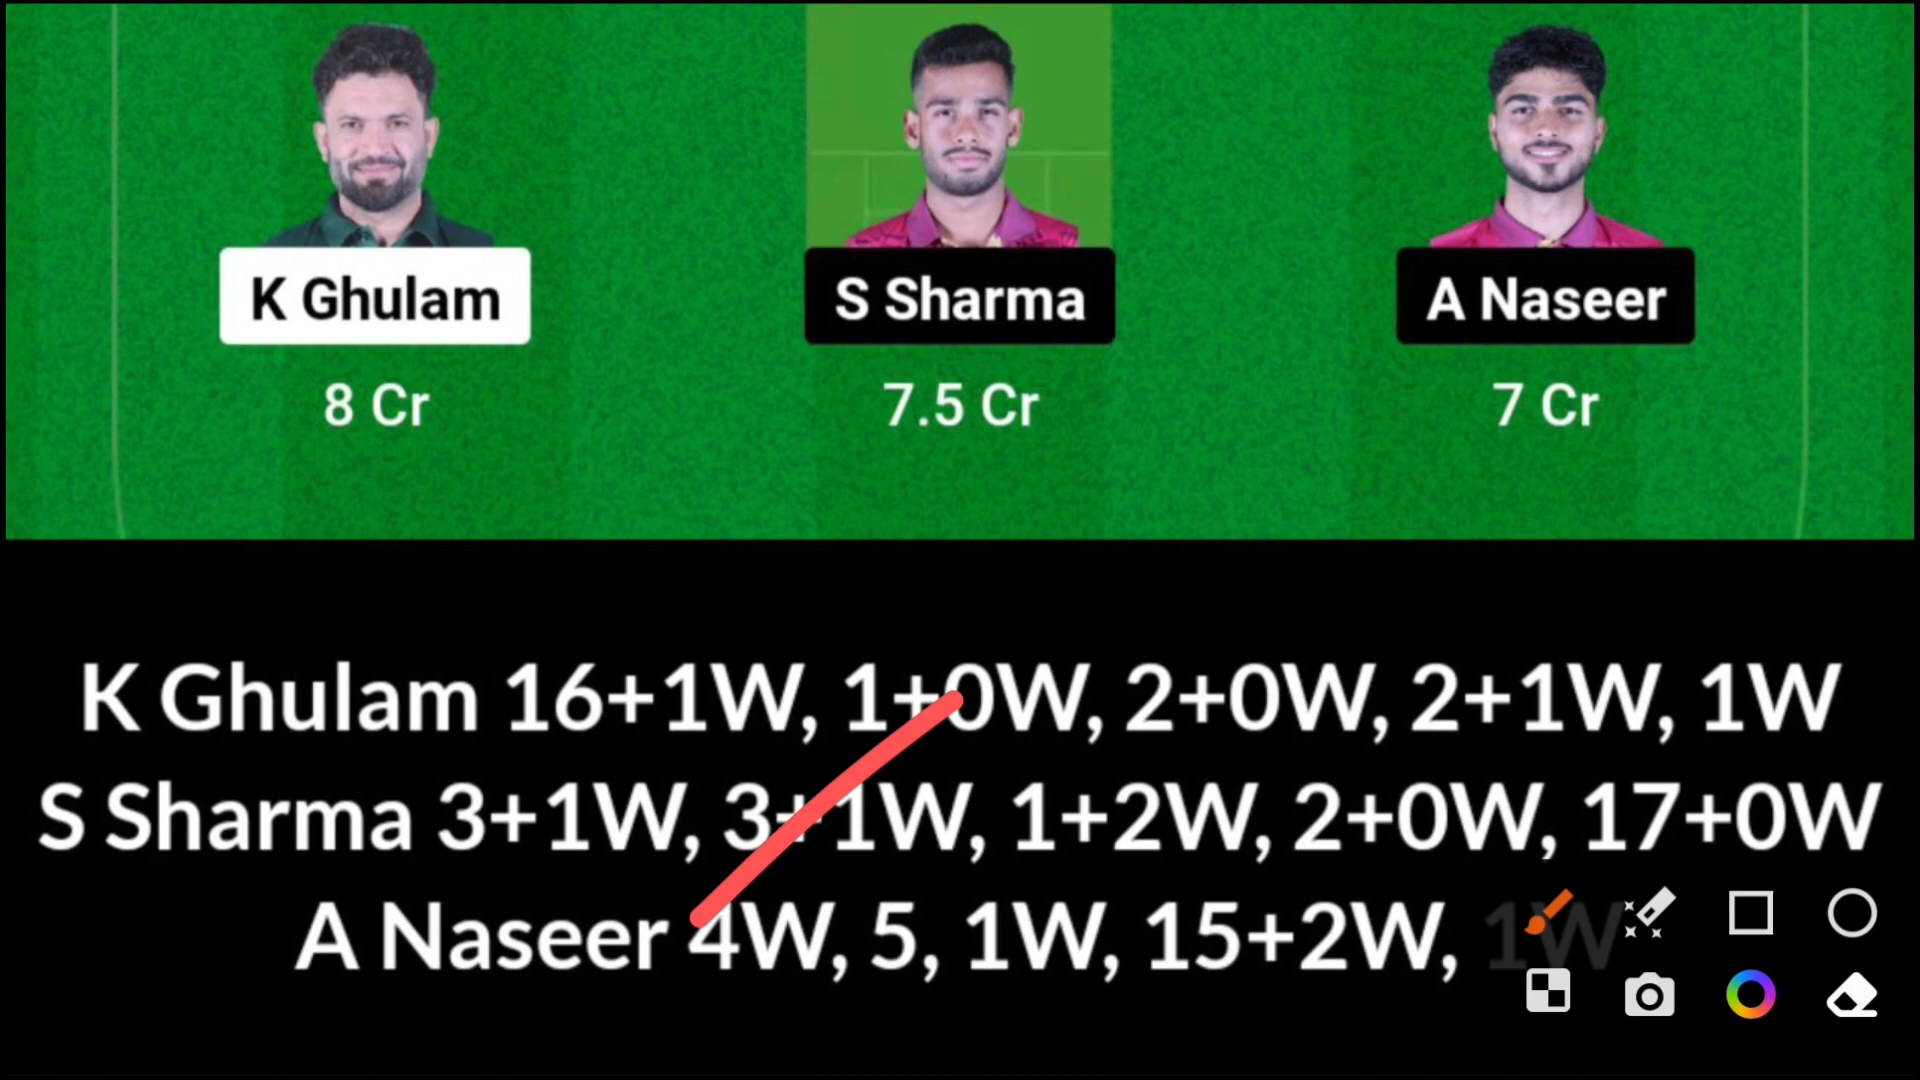 K Ghulam S Sharma A Naseer
8 Cr 7.5 Cr 7 Cr
K Ghulam 16+1W, 1+0W, 2+0W, 2+1W, 1W
S Sharma 3+1W, 3+1W, 1+2W, 2+0W, 17+0W
A Naseer 4W, 5, 1W, 15+2W, 1W